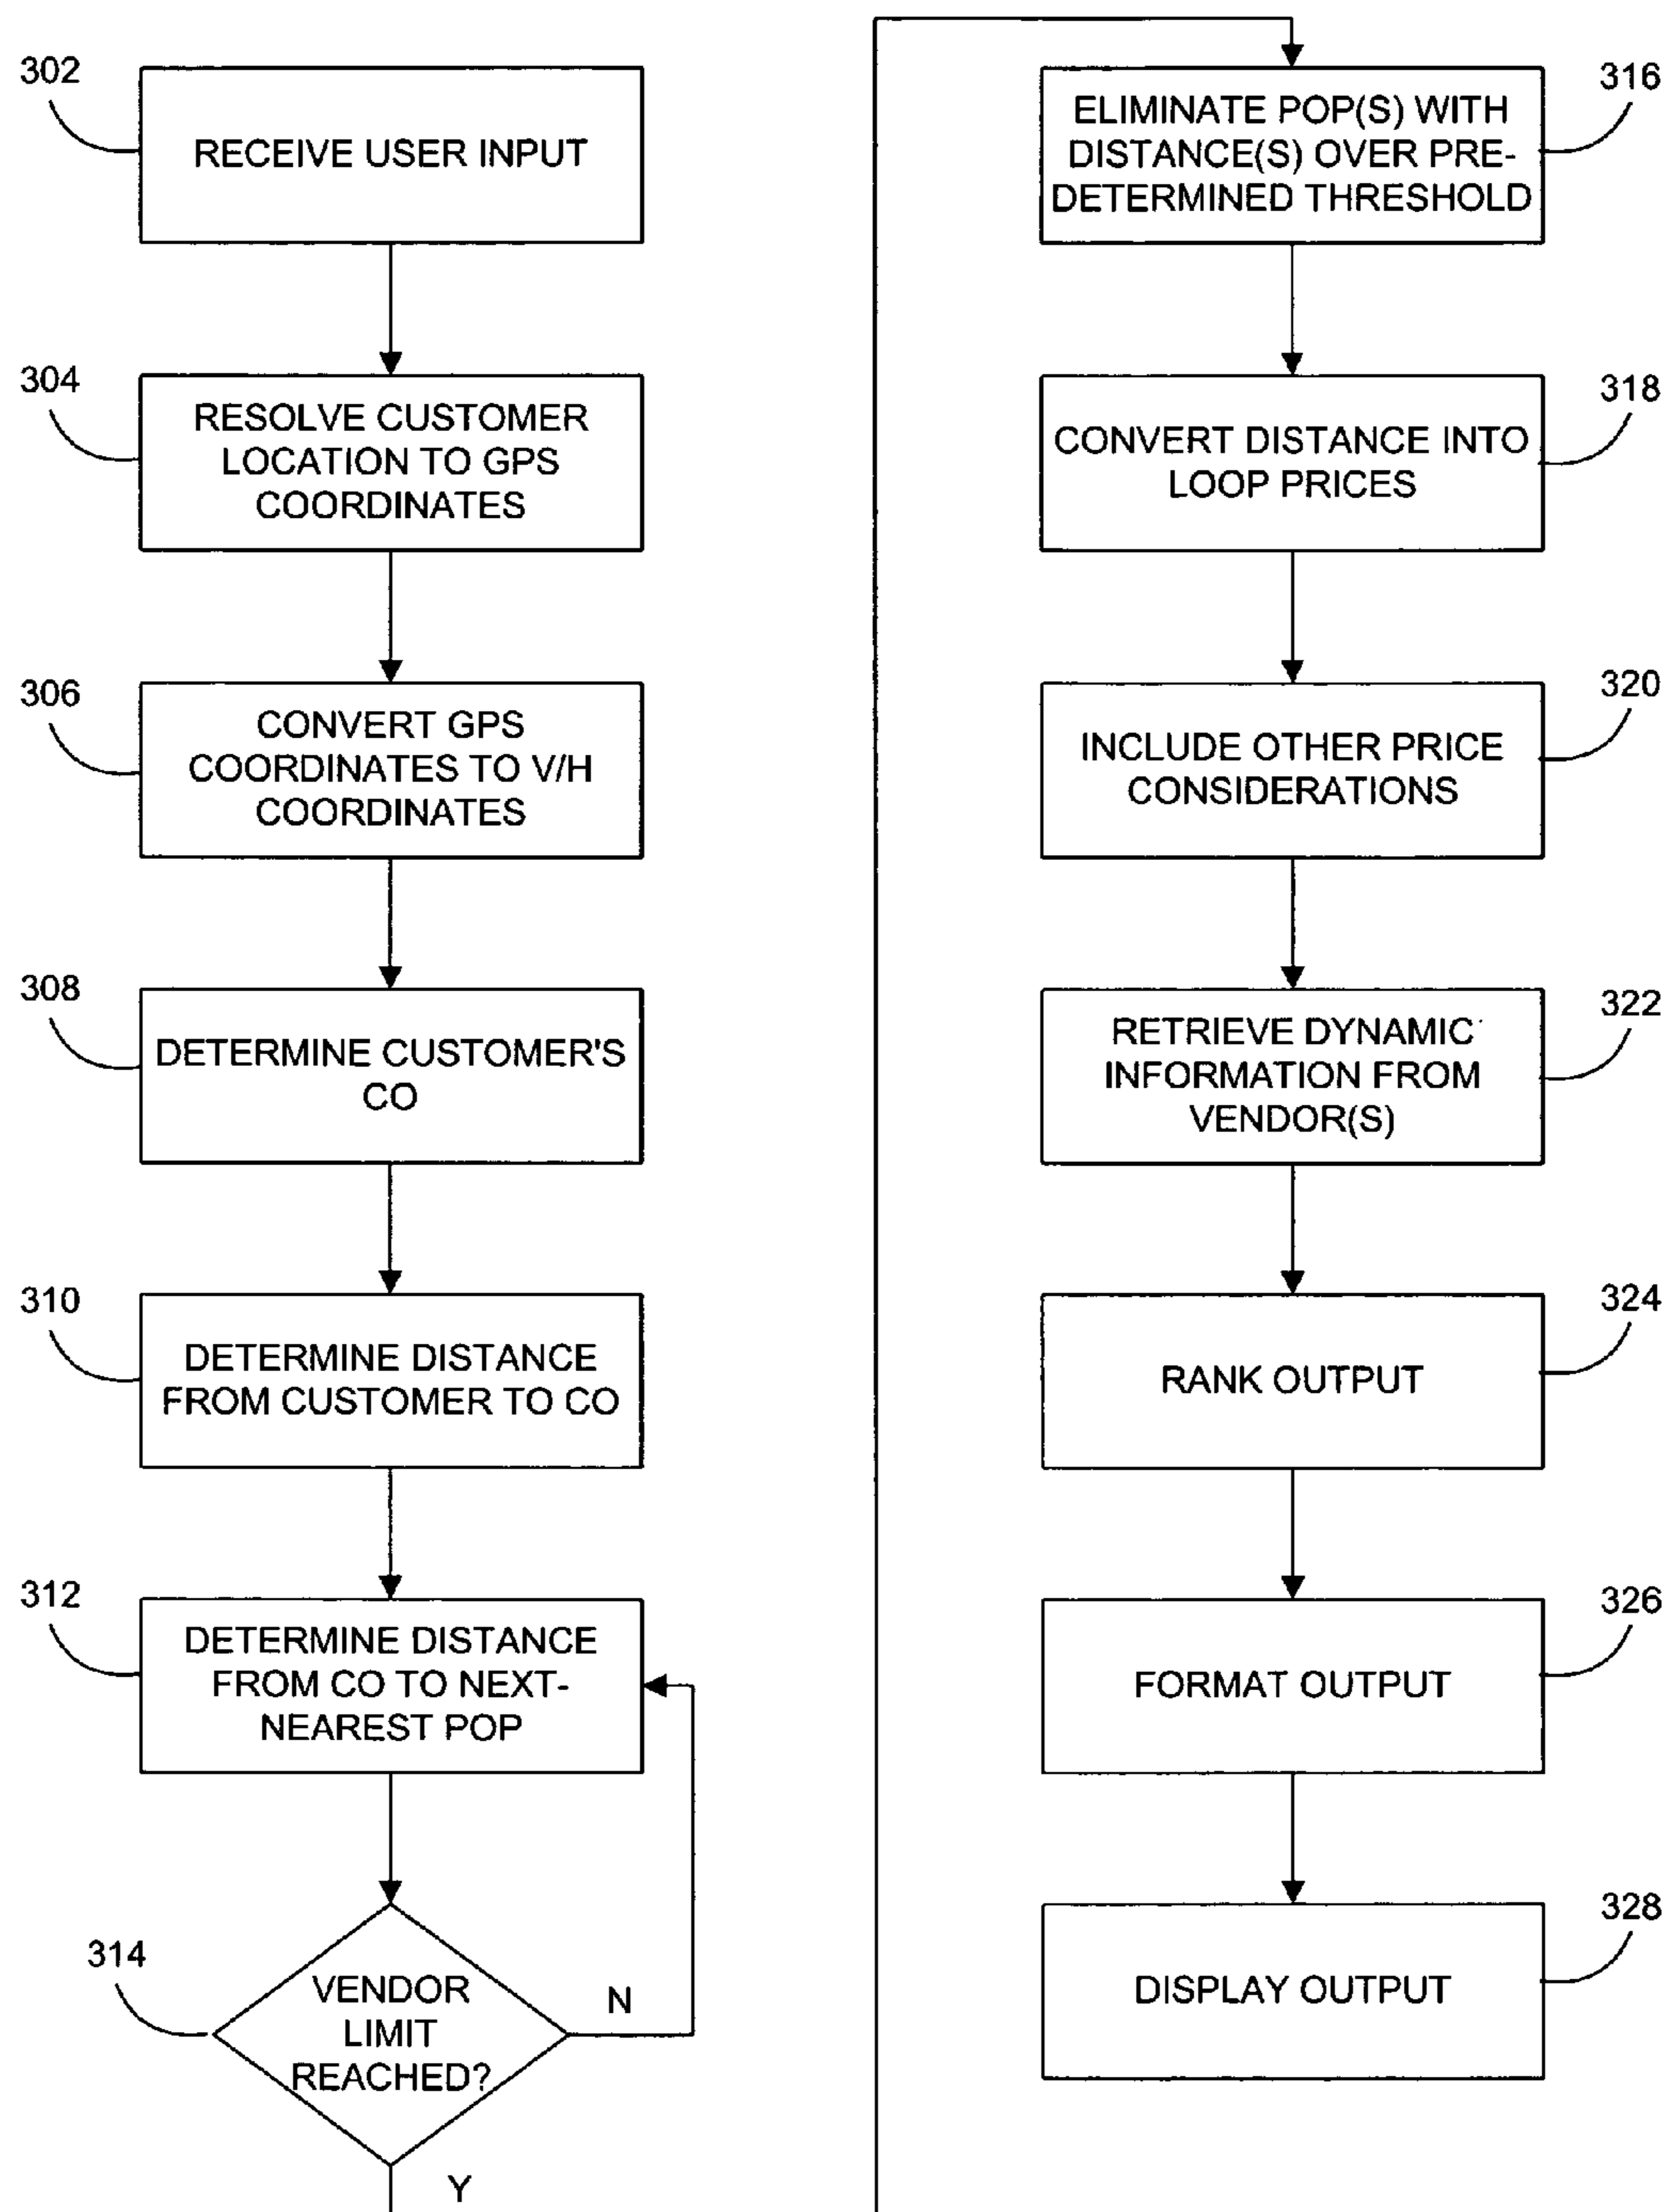 302
RECEIVE USER INPUT
304
RESOLVE CUSTOMER
LOCATION TO GPS
COORDINATES
306
CONVERT GPS
COORDINATES TO V/H
COORDINATES
308
DETERMINE CUSTOMER'S
CO
310
DETERMINE DISTANCE
FROM CUSTOMER TO CO
312
DETERMINE DISTANCE
FROM CO TO NEXT-
NEAREST POP
314
VENDOR
LIMIT
REACHED?
N
Y
316
ELIMINATE POP(S) WITH
DISTANCE(S) OVER PRE-
DETERMINED THRESHOLD
318
CONVERT DISTANCE INTO
LOOP PRICES
320
INCLUDE OTHER PRICE
CONSIDERATIONS
322
RETRIEVE DYNAMIC
INFORMATION FROM
VENDOR(S)
324
RANK OUTPUT
326
FORMAT OUTPUT
328
DISPLAY OUTPUT